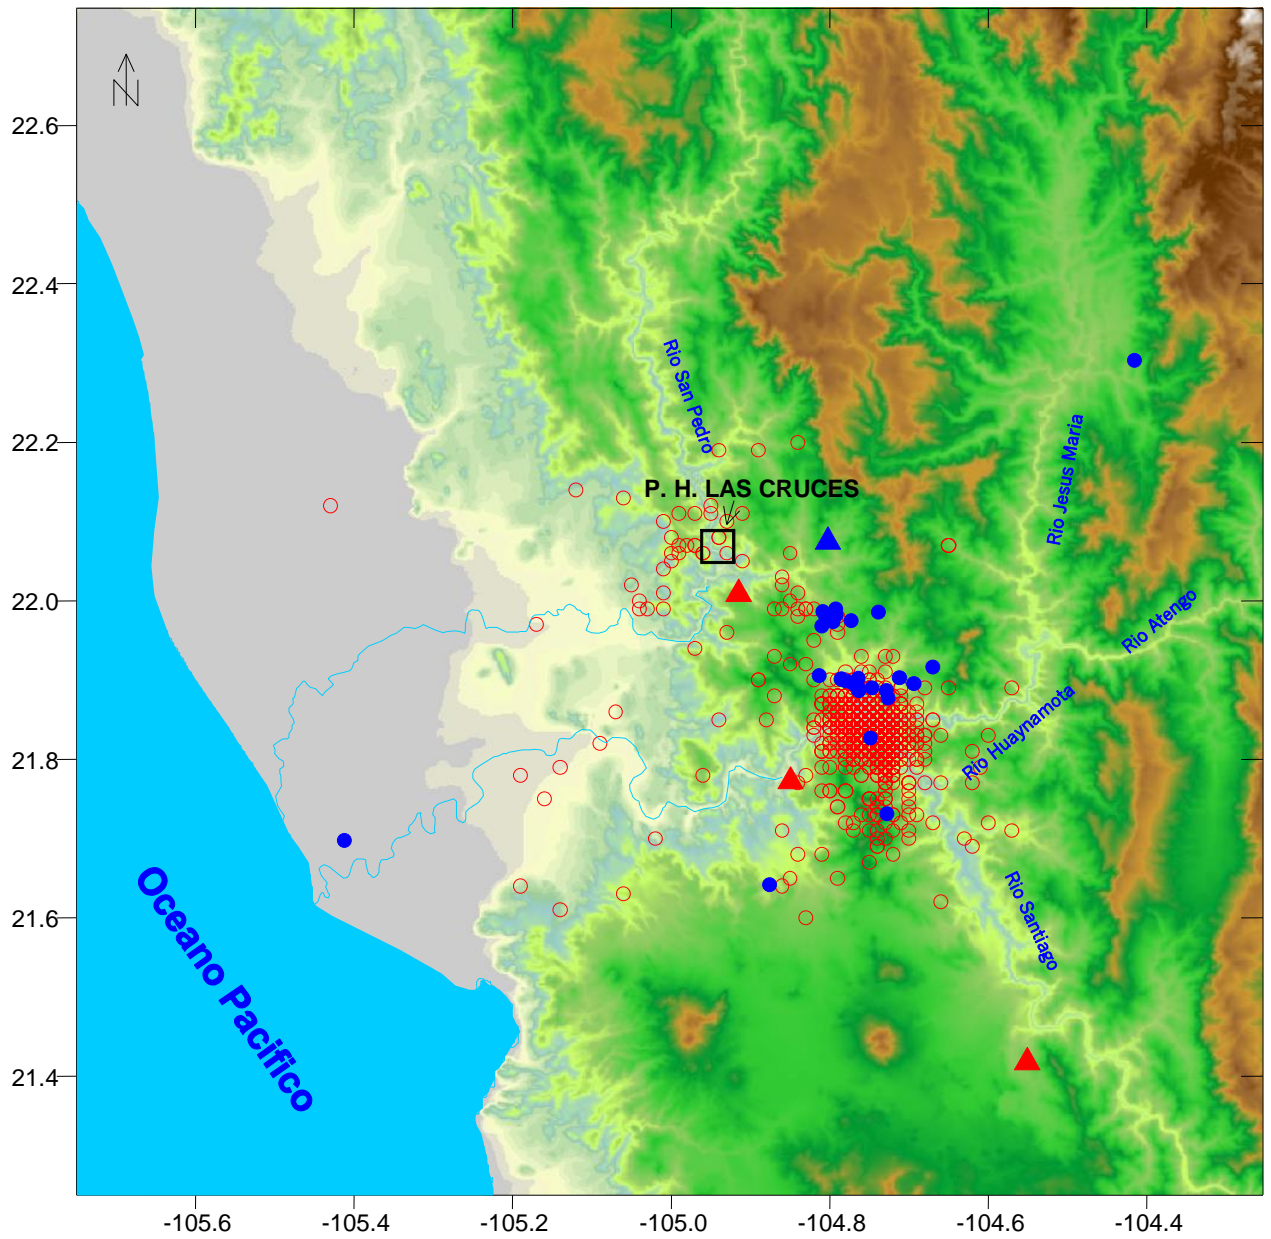 N
22.6
22.4
Rio San Pedro
22.2
Rio Jesus Maria
P. H. LAS CRUCES
22.0
Rio Atengo
Rio Huaynamota
21.8
Oceano Pacifico
Rio Santiago
21.6
21.4
-105.6
-105.4
-105.2
-105.0
-104.8
-104.6
-104.4